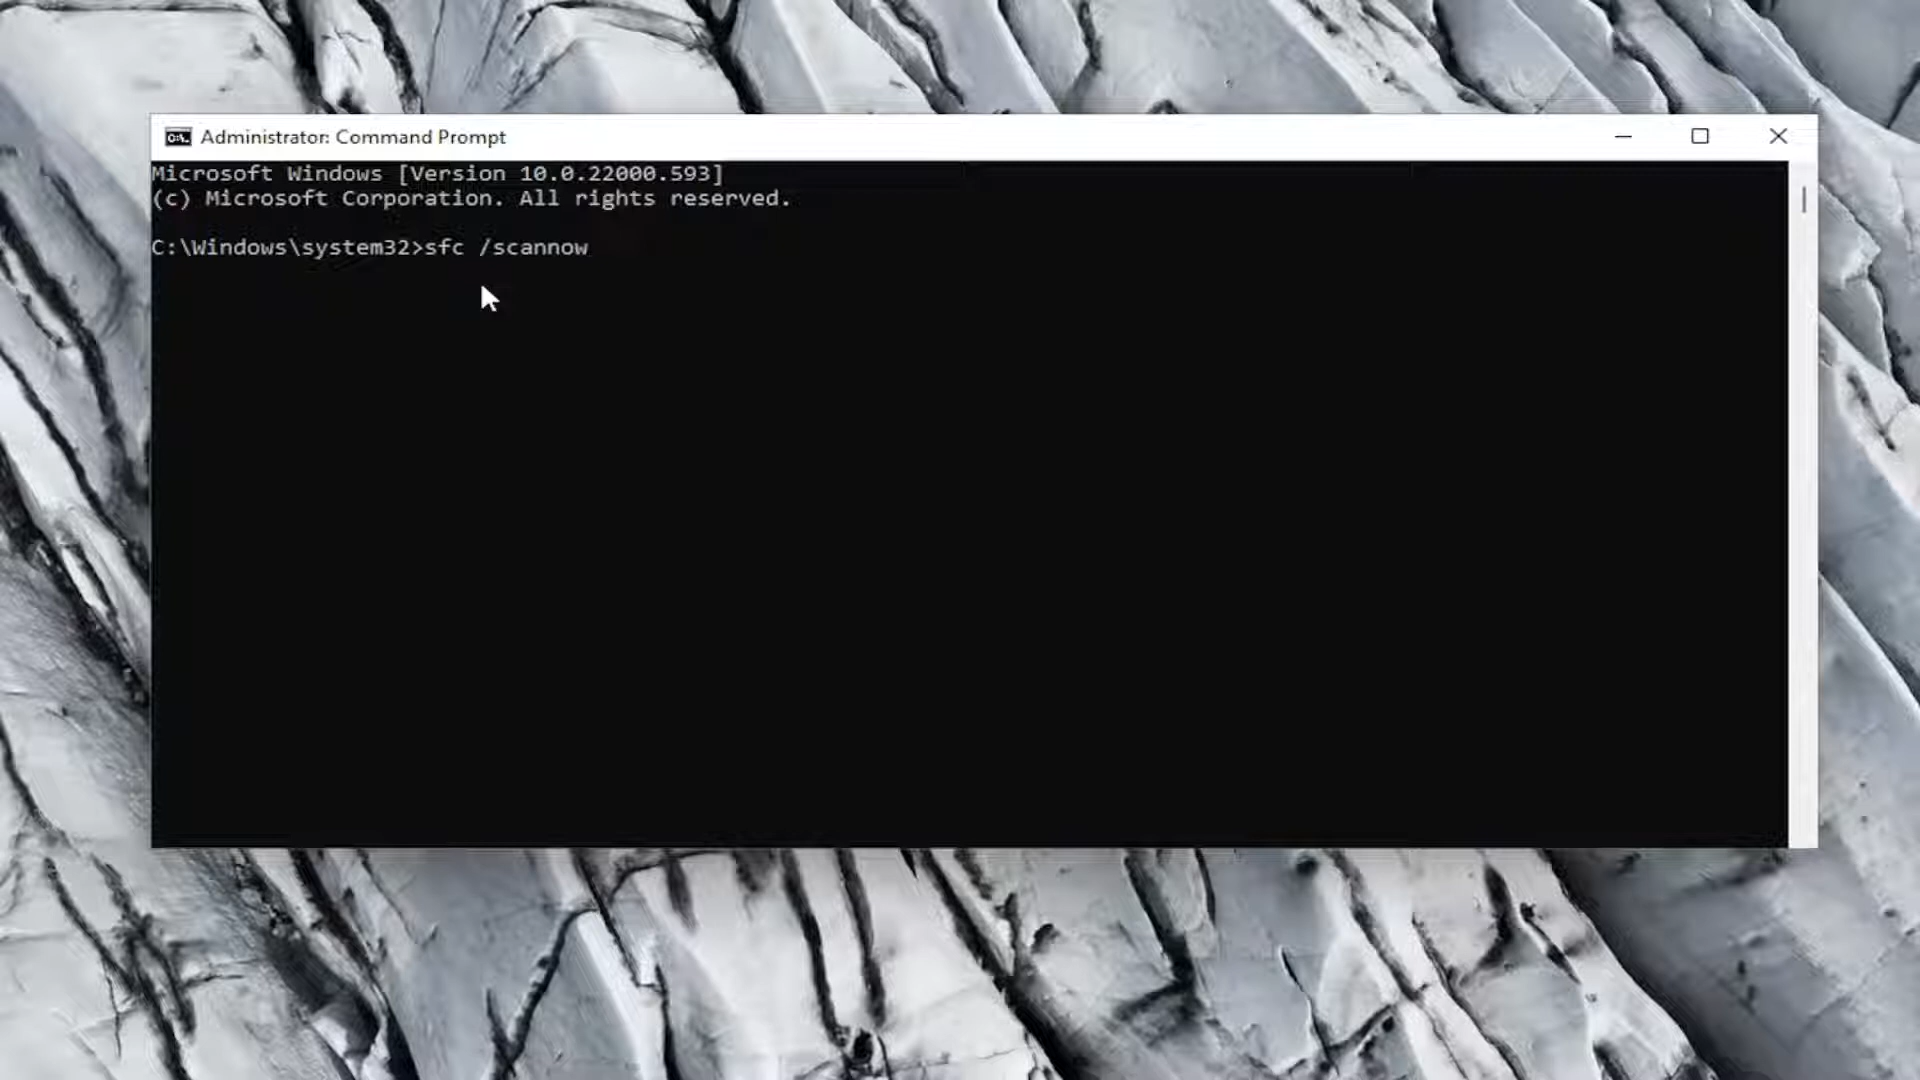 Administrator: Command Prompt
Microsoft Windows [Version 10.0.22000.593]
(c) Microsoft Corporation. All rights reserved.
C:\Windows\system32>sfc /scannow